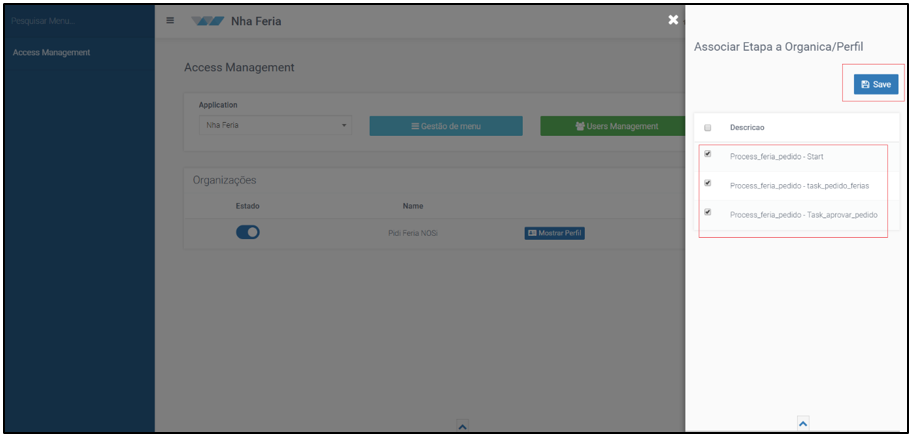 Pesquisar Menu...
Access Management
Nha Feria
Access Management
Application
Nha Feria
Gestão de menu
Users Management
Organizações
Estado
Name
Pidi Feria NOSi
Mostrar Perfil
Associar Etapa a Organica/Perfil
Save
Descricao
Process_feria_pedido - Start
Process_feria_pedido - task_pedido_ferias
Process_feria_pedido - Task_aprovar_pedido